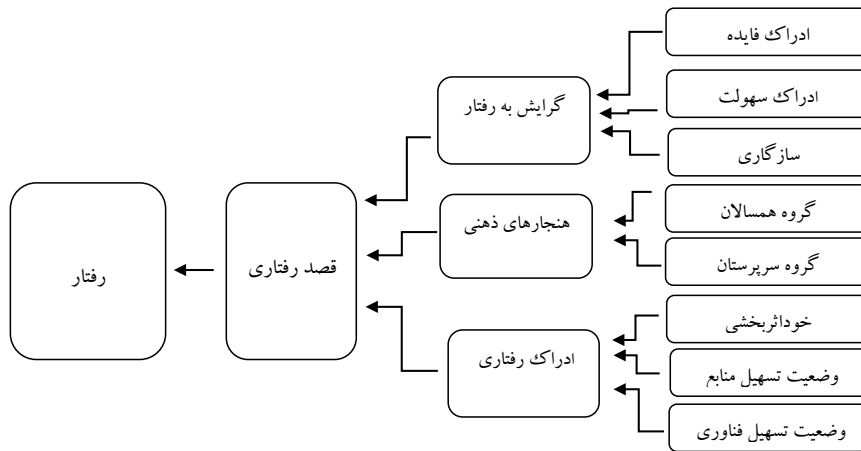 ادراک فایده
ادراک سهولت
سازگاری
گروه همسالان
گروه سرپرستان
خوداثربخشی
وضعیت تسهیل منابع
وضعیت تسهیل فناوری
گرایش به رفتار
هنجارهای ذهنی
ادراک رفتاری
قصد رفتاری
رفتار